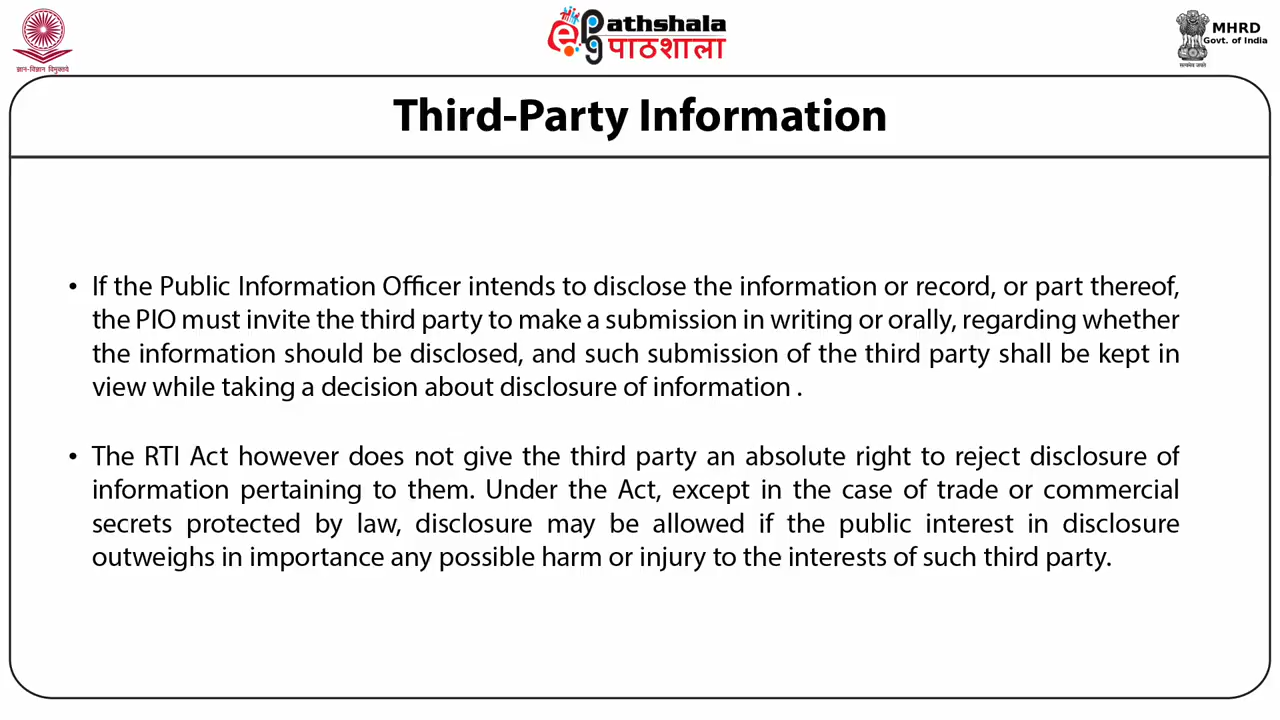 ज्ञान-विज्ञान विमुक्तये
ePathshala
पाठशाला
MHRD
Govt. of India
सत्यमेव जयते
Third-Party Information
• If the Public Information Officer intends to disclose the information or record, or part thereof,
the PIO must invite the third party to make a submission in writing or orally, regarding whether
the information should be disclosed, and such submission of the third party shall be kept in
view while taking a decision about disclosure of information .
• The RTI Act however does not give the third party an absolute right to reject disclosure of
information pertaining to them. Under the Act, except in the case of trade or commercial
secrets protected by law, disclosure may be allowed if the public interest in disclosure
outweighs in importance any possible harm or injury to the interests of such third party.